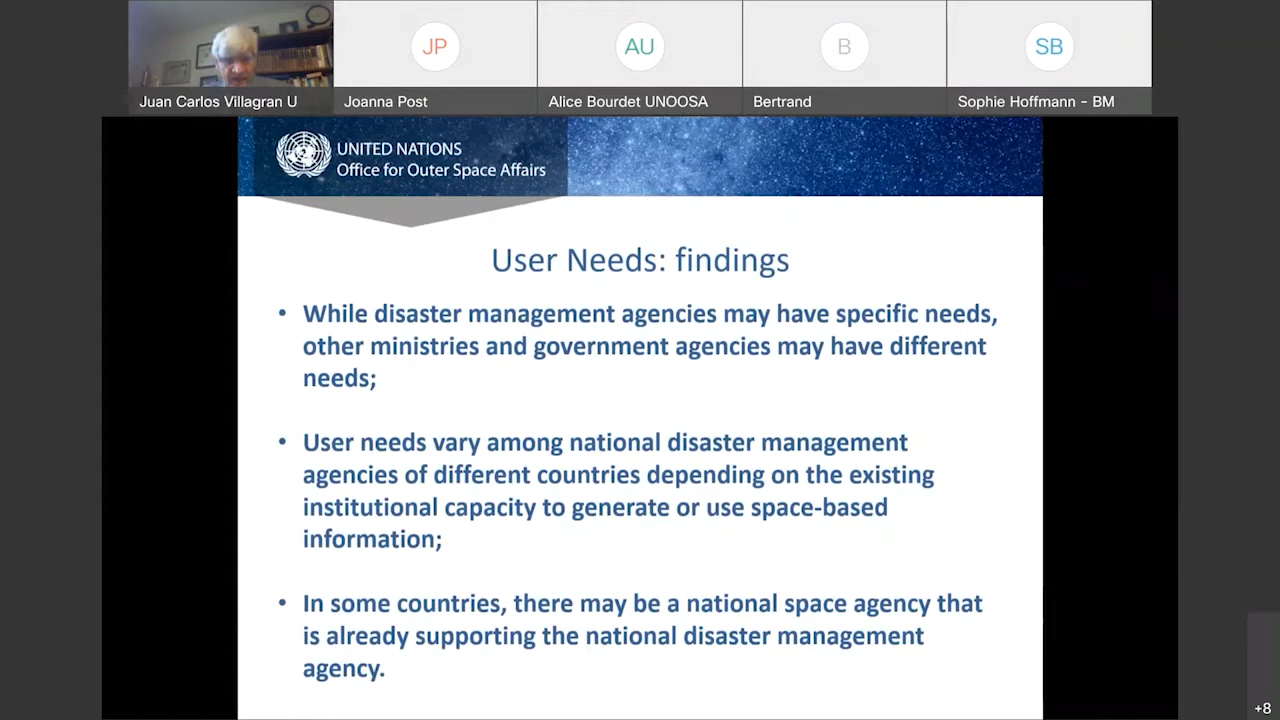 JP
AU
B
SB
Juan Carlos Villagran U
Joanna Post
Alice Bourdet UNOOSA
Bertrand
Sophie Hoffmann - BM
UNITED NATIONS
Office for Outer Space Affairs
User Needs: findings
• While disaster management agencies may have specific needs,
other ministries and government agencies may have different
needs;
• User needs vary among national disaster management
agencies of different countries depending on the existing
institutional capacity to generate or use space-based
information;
• In some countries, there may be a national space agency that
is already supporting the national disaster management
agency.
+8